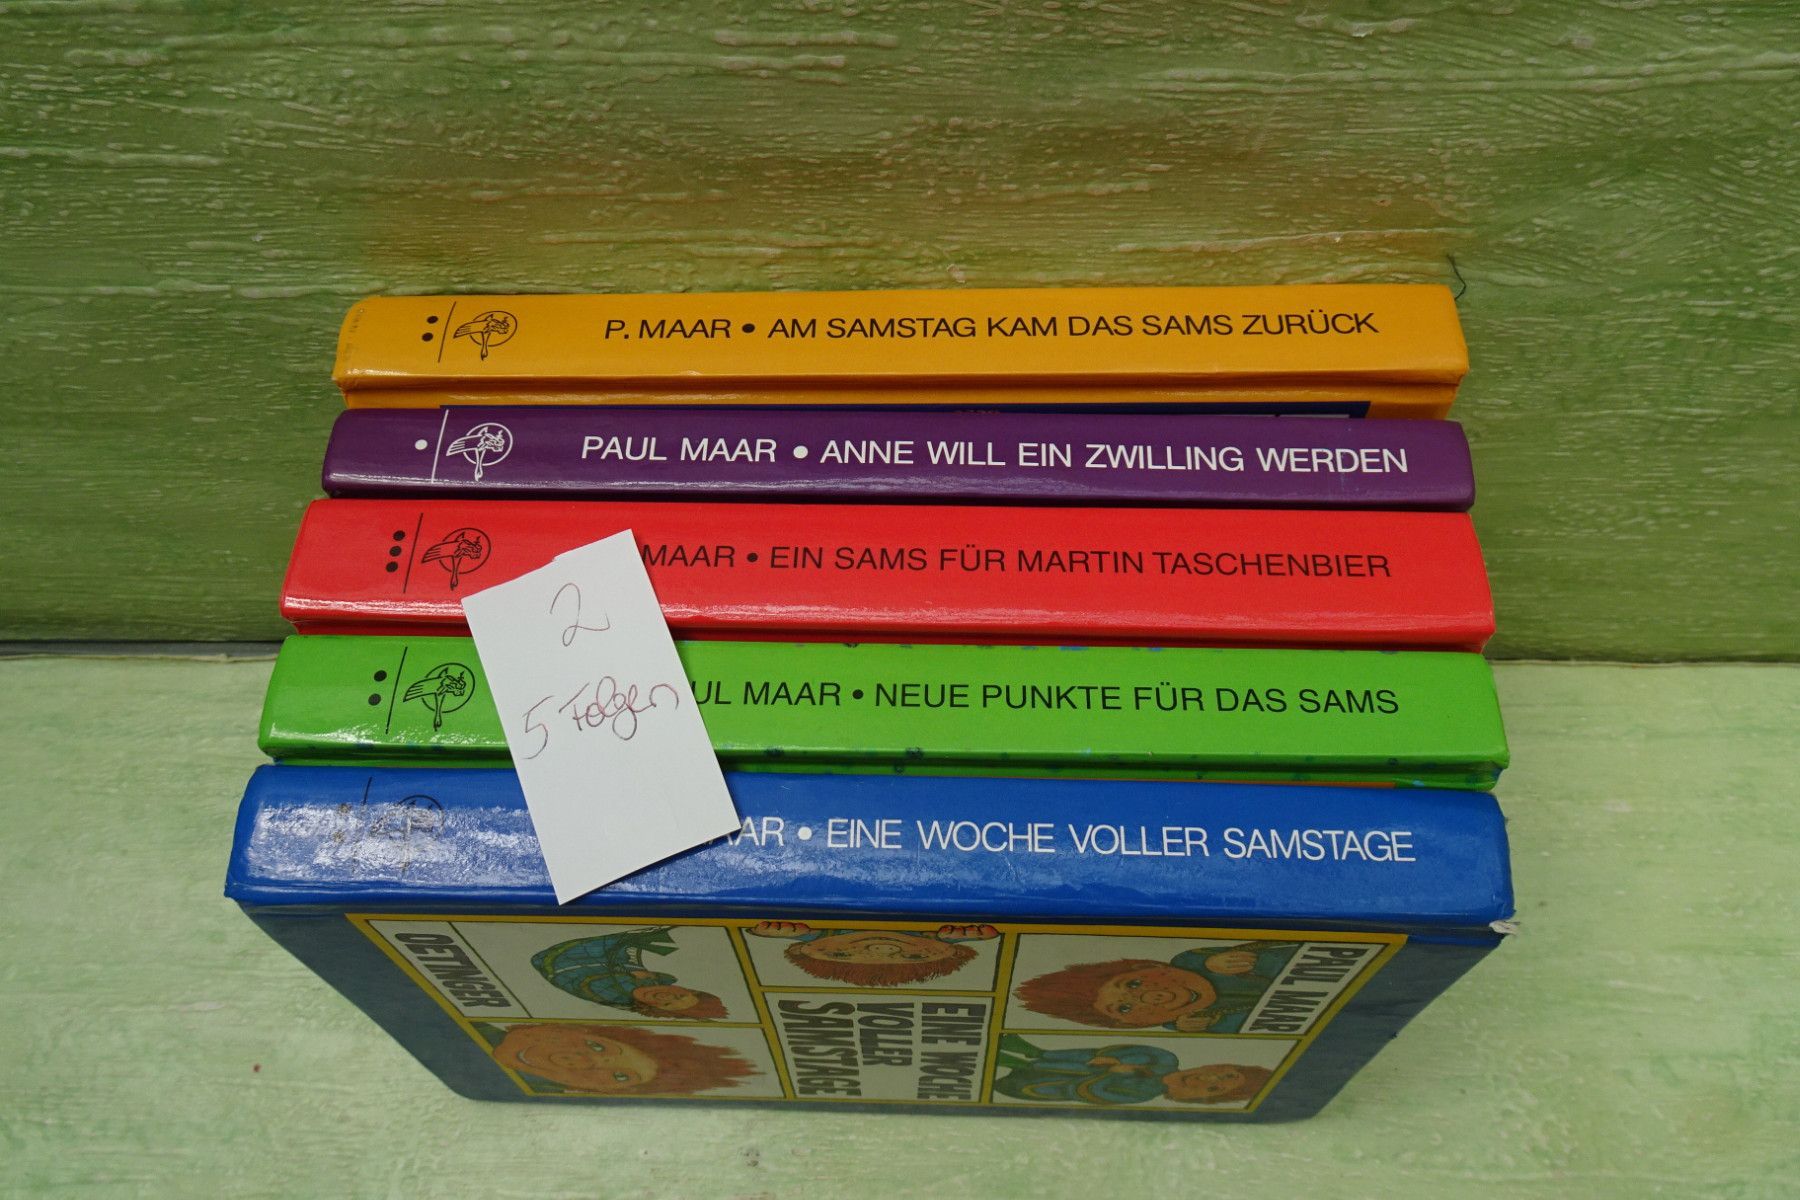 P. MAAR • AM SAMSTAG KAM DAS SAMS ZURÜCK
PAUL MAAR • ANNE WILL EIN ZWILLING WERDEN
MAAR • EIN SAMS FÜR MARTIN TASCHENBIER
UL MAAR • NEUE PUNKTE FÜR DAS SAMS
AAR • EINE WOCHE VOLLER SAMSTAGE
2
5 Folgen
PAUL MAAR
EINE WOCHE
VOLLER
SAMSTAGE
OETINGER